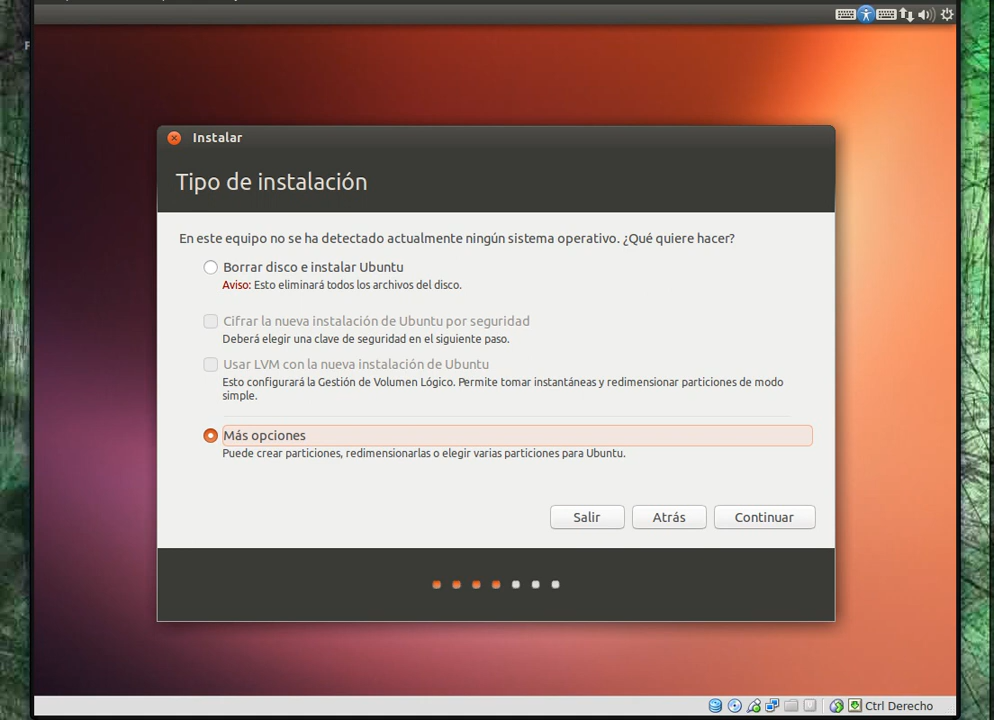 Instalar
Tipo de instalación
En este equipo no se ha detectado actualmente ningún sistema operativo. ¿Qué quiere hacer?
Borrar disco e instalar Ubuntu
Aviso: Esto eliminará todos los archivos del disco.
Cifrar la nueva instalación de Ubuntu por seguridad
Deberá elegir una clave de seguridad en el siguiente paso.
Usar LVM con la nueva instalación de Ubuntu
Esto configurará la Gestión de Volumen Lógico. Permite tomar instantáneas y redimensionar particiones de modo
simple.
Más opciones
Puede crear particiones, redimensionarlas o elegir varias particiones para Ubuntu.
Salir
Atrás
Continuar
Ctrl Derecho